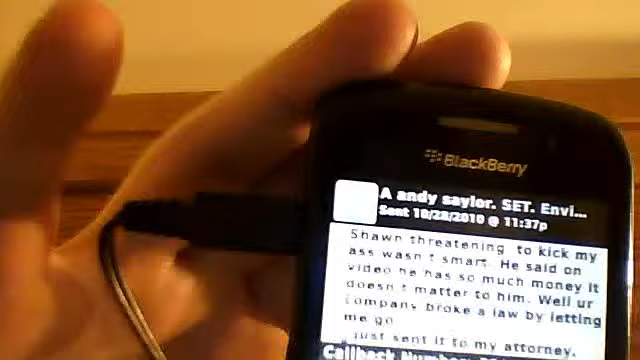 BlackBerry
A andy saylor. SET. Envi...
Sent 10/28/2010 @ 11:37p
Shawn threatening to kick my
ass wasn t smart. He said on
video he has so much money it
doesn t matter to him. Well ur
company broke a law by letting
me go
just sent it to my attorney.
Callback Number